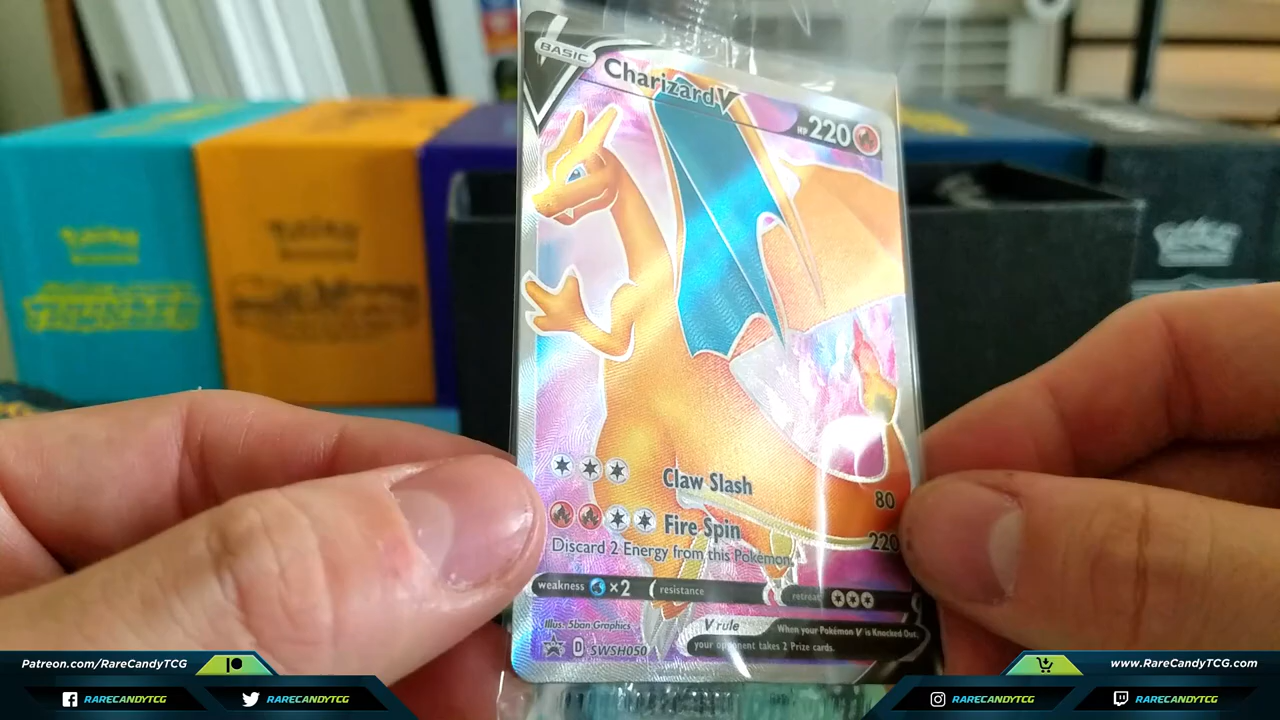 BASIC
Charizard V
HP 220
Claw Slash
80
Fire Spin
220
Discard 2 Energy from this Pokémon.
weakness ×2 resistance retreat
Illus. 5ban Graphics
V rule When your Pokémon V is Knocked Out,
your opponent takes 2 Prize cards.
D SWSH050
Pokémon
Pokémon
Patreon.com/RareCandyTCG
www.RareCandyTCG.com
RARECANDYTCG
RARECANDYTCG
RARECANDYTCG
RARECANDYTCG